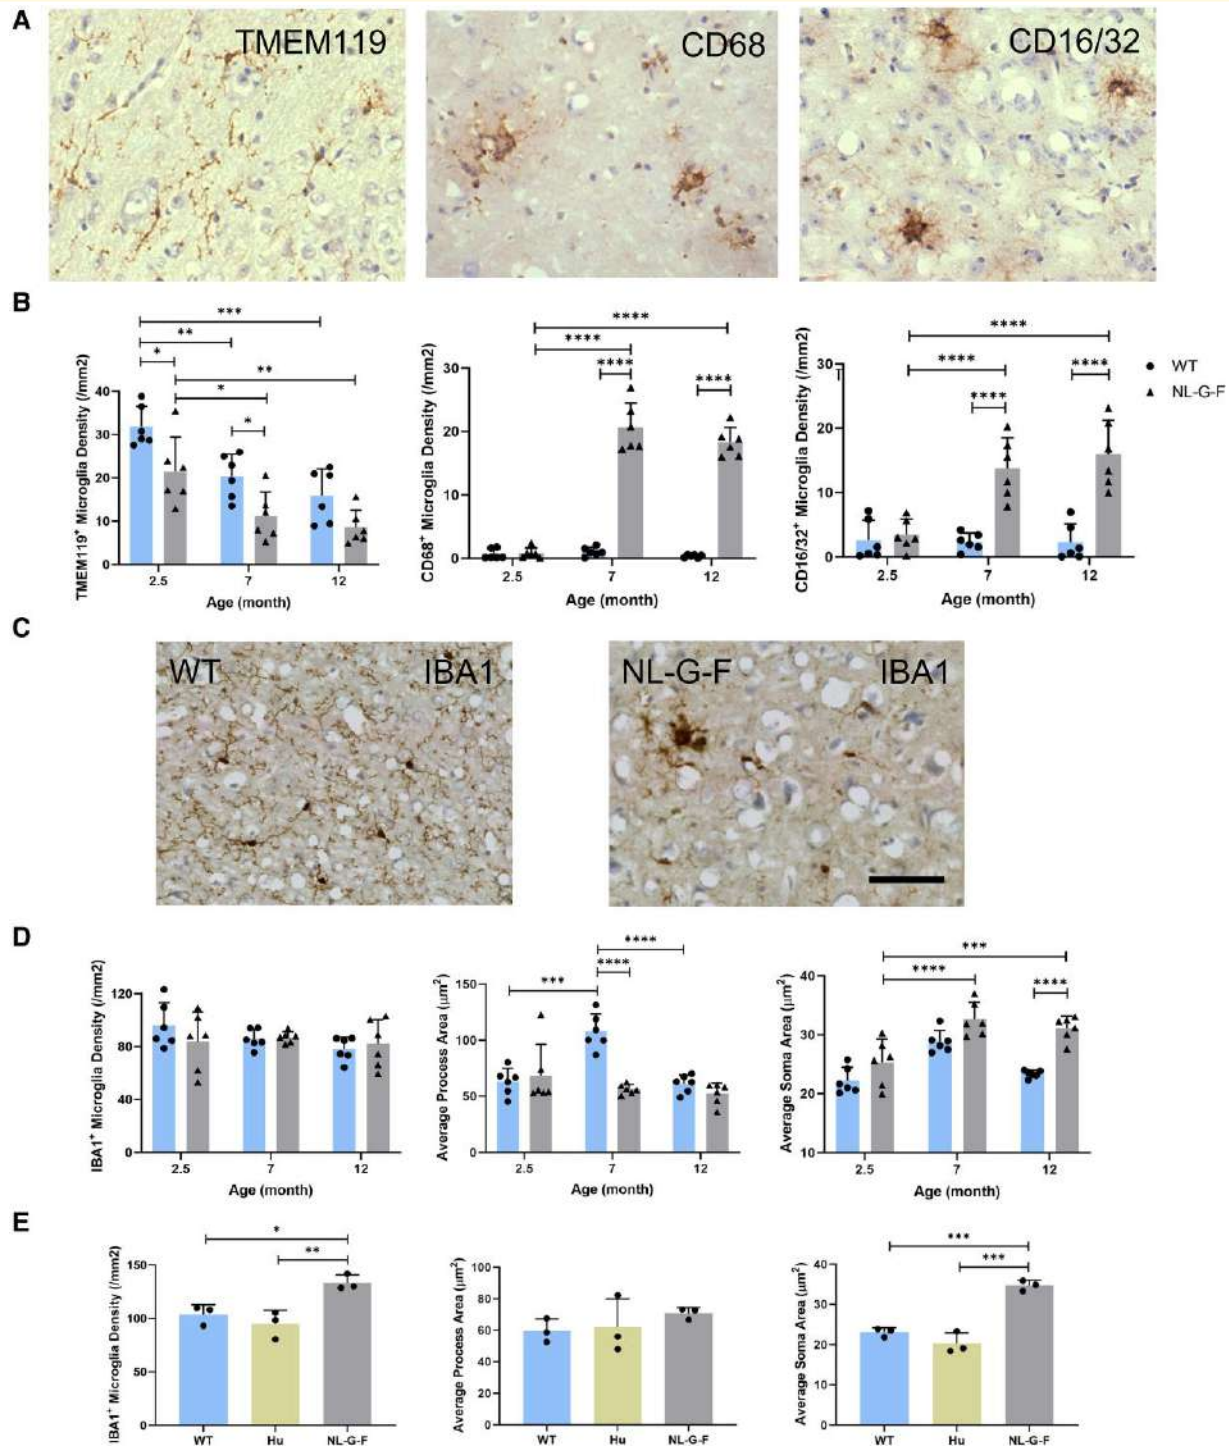 A
TMEM119
CD68
CD16/32
B
***
**
*
**
*
*
TMEM119+ Microglia Density (/mm2)
40
30
20
10
0
2.5
7
12
Age (month)
****
****
****
****
CD68+ Microglia Density (/mm2)
30
20
10
0
2.5
7
12
Age (month)
****
****
****
****
CD16/32+ Microglia Density (/mm2)
30
20
10
0
2.5
7
12
Age (month)
WT
NL-G-F
C
WT
IBA1
NL-G-F
IBA1
D
IBA1+ Microglia Density (/mm2)
120
80
40
0
2.5
7
12
Age (month)
****
****
***
Average Process Area (μm2)
150
100
50
0
2.5
7
12
Age (month)
***
****
****
Average Soma Area (μm2)
40
30
20
10
2.5
7
12
Age (month)
E
*
**
IBA1+ Microglia Density (/mm2)
150
100
50
0
WT
Hu
NL-G-F
Average Process Area (μm2)
100
80
60
40
20
0
WT
Hu
NL-G-F
***
***
Average Soma Area (μm2)
40
30
20
10
0
WT
Hu
NL-G-F